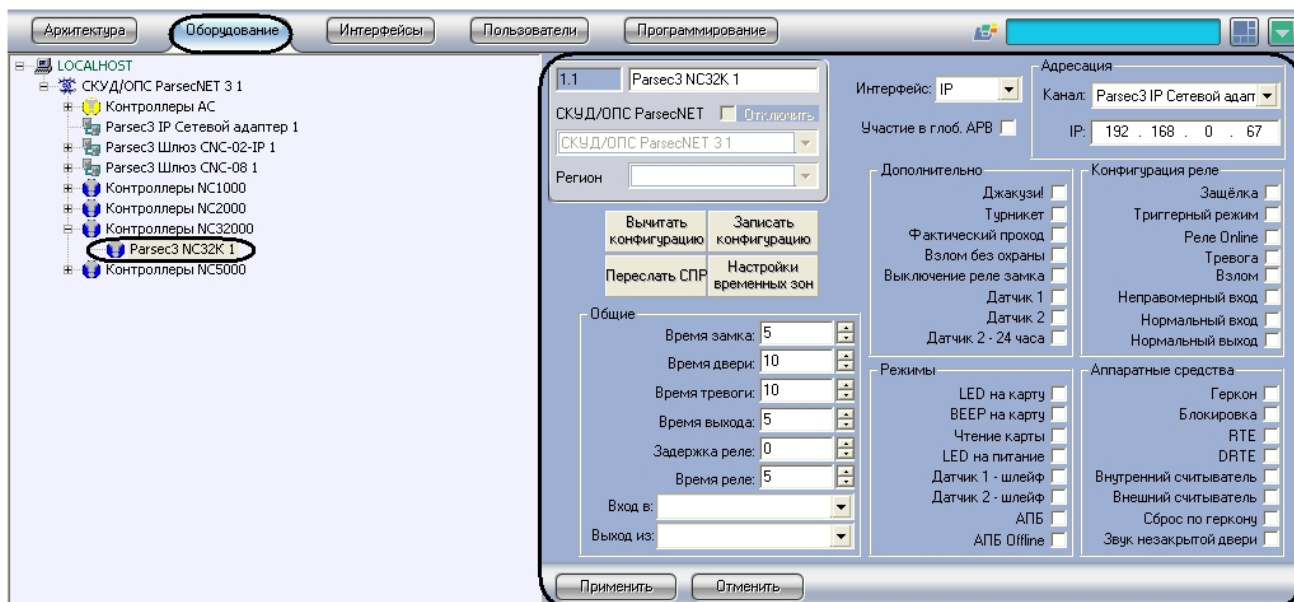 Архитектура
Оборудование
Интерфейсы
Пользователи
Программирование
LOCALHOST
СКУД/ОПС ParsecNET 3 1
Контроллеры AC
Parsec3 IP Сетевой адаптер 1
Parsec3 Шлюз CNC-02-IP 1
Parsec3 Шлюз CNC-08 1
Контроллеры NC1000
Контроллеры NC2000
Контроллеры NC32000
Parsec3 NC32K 1
Контроллеры NC5000
1.1 Parsec3 NC32K 1
СКУД/ОПС ParsecNET Отключить
СКУД/ОПС ParsecNET 3 1
Регион
Вычитать конфигурацию
Записать конфигурацию
Переслать СПР
Настройки временных зон
Общие
Время замка: 5
Время двери: 10
Время тревоги: 10
Время выхода: 5
Задержка реле: 0
Время реле: 5
Вход в:
Выход из:
Интерфейс: IP
Участие в глоб. APB
Адресация
Канал: Parsec3 IP Сетевой адап
IP: 192 . 168 . 0 . 67
Дополнительно
Джакузи!
Турникет
Фактический проход
Взлом без охраны
Выключение реле замка
Датчик 1
Датчик 2
Датчик 2 - 24 часа
Конфигурация реле
Защёлка
Триггерный режим
Реле Online
Тревога
Взлом
Неправомерный вход
Нормальный вход
Нормальный выход
Режимы
LED на карту
BEEP на карту
Чтение карты
LED на питание
Датчик 1 - шлейф
Датчик 2 - шлейф
АПБ
АПБ Offline
Аппаратные средства
Геркон
Блокировка
RTE
DRTE
Внутренний считыватель
Внешний считыватель
Сброс по геркону
Звук незакрытой двери
Применить
Отменить